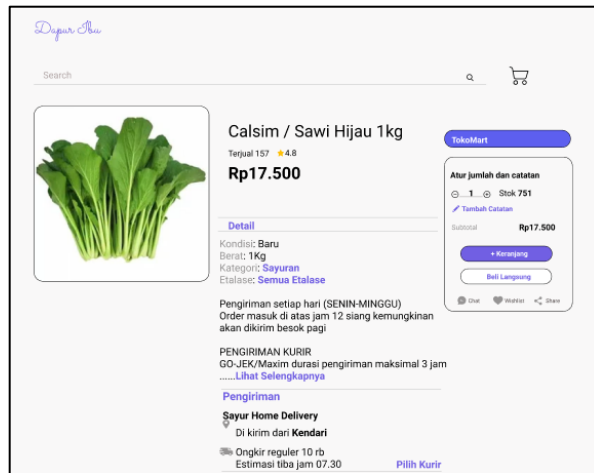 Dapur Ibu
Search
Calsim / Sawi Hijau 1kg
Terjual 157 4.8
Rp17.500
Detail
Kondisi: Baru
Berat: 1Kg
Kategori: Sayuran
Etalase: Semua Etalase
Pengiriman setiap hari (SENIN-MINGGU)
Order masuk di atas jam 12 siang kemungkinan
akan dikirim besok pagi
PENGIRIMAN KURIR
GO-JEK/Maxim durasi pengiriman maksimal 3 jam
......Lihat Selengkapnya
Pengiriman
Sayur Home Delivery
Di kirim dari Kendari
Ongkir reguler 10 rb
Estimasi tiba jam 07.30 Pilih Kurir
TokoMart
Atur jumlah dan catatan
1 Stok 751
Tambah Catatan
Subtotal Rp17.500
+ Keranjang
Beli Langsung
Chat Wishlist Share